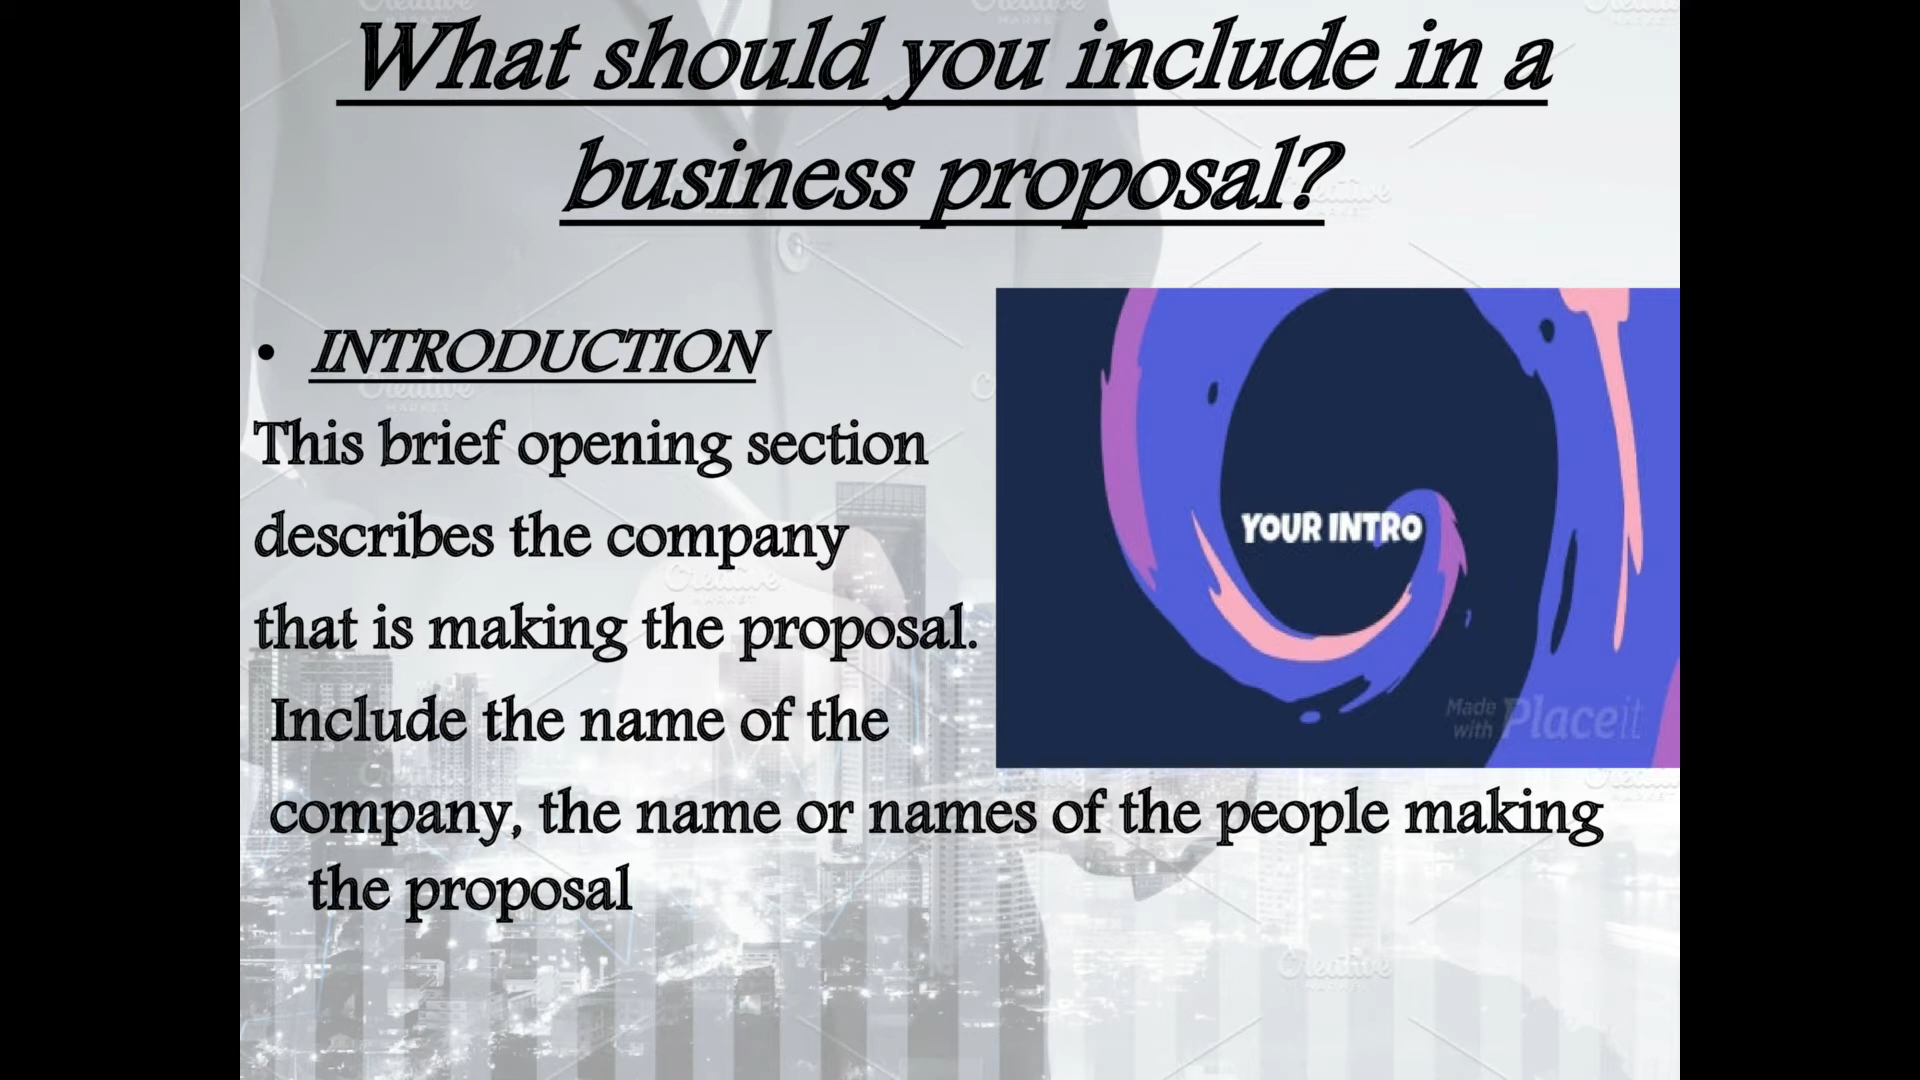 What should you include in a
business proposal?
• INTRODUCTION
This brief opening section
describes the company
that is making the proposal.
Include the name of the
company, the name or names of the people making
the proposal
YOUR INTRO
Made
with Placeit
Creative
MARKET